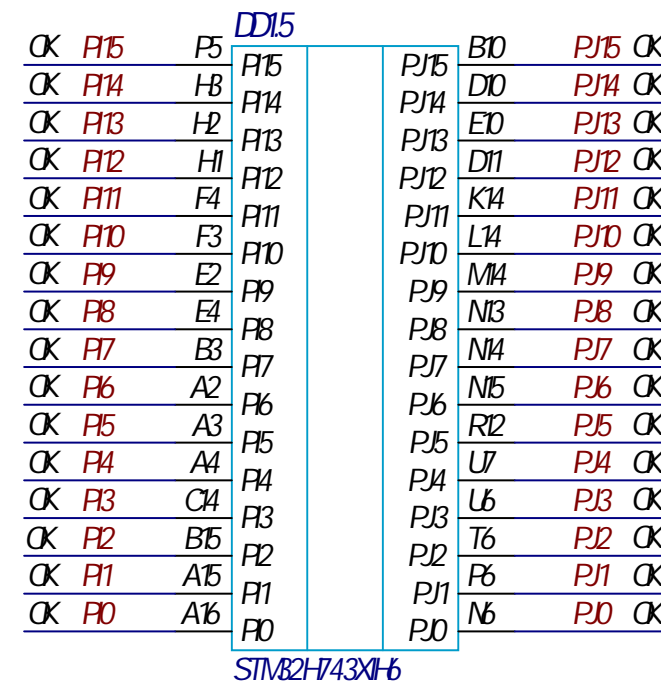 DD1.5
OK PI15 P5 PI15 PJ15 B10 PJ15 OK
OK PI14 H3 PI14 PJ14 D10 PJ14 OK
OK PI13 H2 PI13 PJ13 E10 PJ13 OK
OK PI12 H1 PI12 PJ12 D11 PJ12 OK
OK PI11 F4 PI11 PJ11 K14 PJ11 OK
OK PI10 F3 PI10 PJ10 L14 PJ10 OK
OK PI9 E2 PI9 PJ9 M14 PJ9 OK
OK PI8 E4 PI8 PJ8 N13 PJ8 OK
OK PI7 B3 PI7 PJ7 N14 PJ7 OK
OK PI6 A2 PI6 PJ6 N15 PJ6 OK
OK PI5 A3 PI5 PJ5 R12 PJ5 OK
OK PI4 A4 PI4 PJ4 U7 PJ4 OK
OK PI3 C14 PI3 PJ3 U6 PJ3 OK
OK PI2 B15 PI2 PJ2 T6 PJ2 OK
OK PI1 A15 PI1 PJ1 P6 PJ1 OK
OK PI0 A16 PI0 PJ0 N6 PJ0 OK
STM32H743XIH6